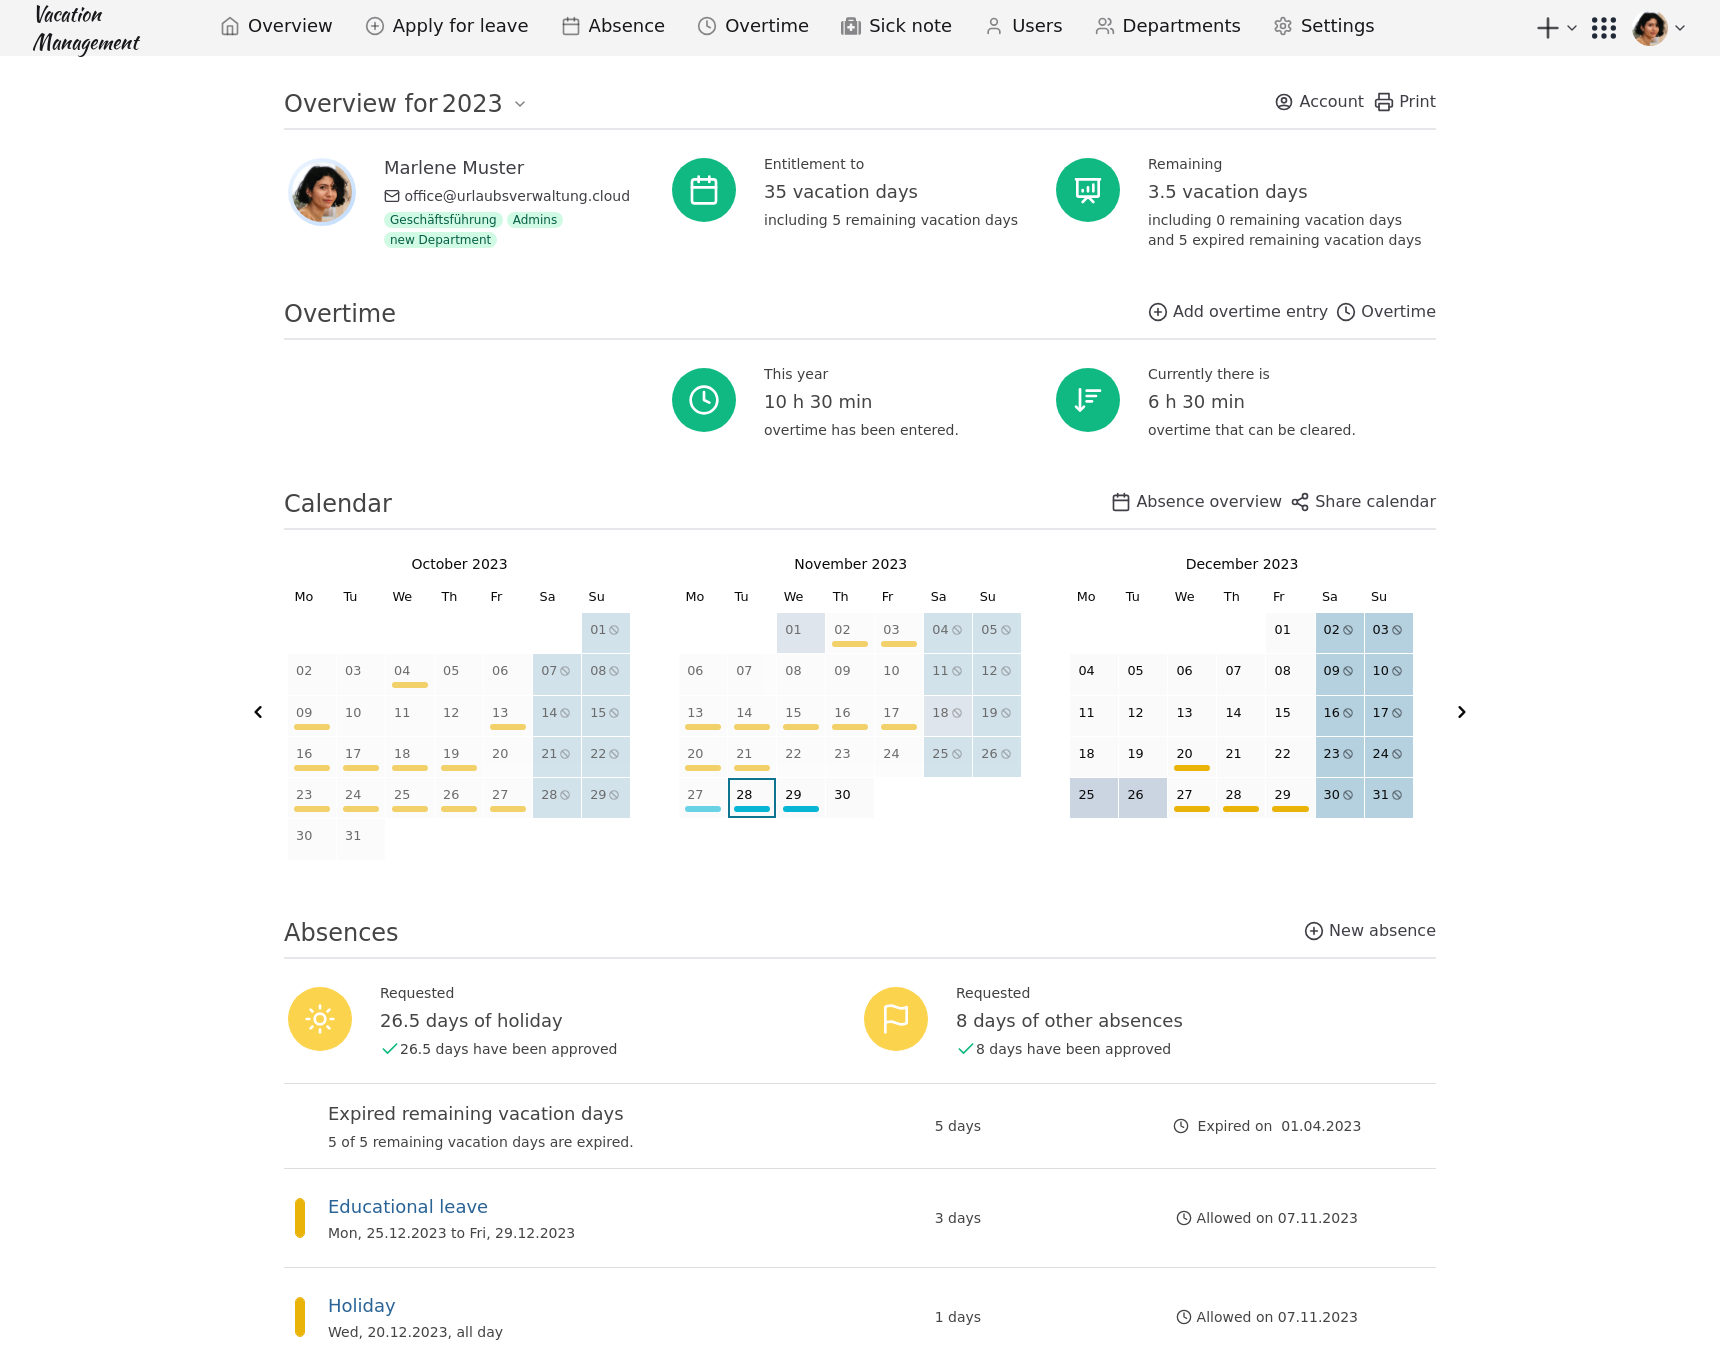 Vacation
Management
Overview
Apply for leave
Absence
Overtime
Sick note
Users
Departments
Settings
Overview for 2023
Account
Print
Marlene Muster
office@urlaubsverwaltung.cloud
Geschäftsführung Admins
new Department
Entitlement to
35 vacation days
including 5 remaining vacation days
Remaining
3.5 vacation days
including 0 remaining vacation days
and 5 expired remaining vacation days
Overtime
Add overtime entry
Overtime
This year
10 h 30 min
overtime has been entered.
Currently there is
6 h 30 min
overtime that can be cleared.
Calendar
Absence overview
Share calendar
October 2023
Mo Tu We Th Fr Sa Su
01
02 03 04 05 06 07 08
09 10 11 12 13 14 15
16 17 18 19 20 21 22
23 24 25 26 27 28 29
30 31
November 2023
Mo Tu We Th Fr Sa Su
01 02 03 04 05
06 07 08 09 10 11 12
13 14 15 16 17 18 19
20 21 22 23 24 25 26
27 28 29 30
December 2023
Mo Tu We Th Fr Sa Su
01 02 03
04 05 06 07 08 09 10
11 12 13 14 15 16 17
18 19 20 21 22 23 24
25 26 27 28 29 30 31
Absences
New absence
Requested
26.5 days of holiday
26.5 days have been approved
Requested
8 days of other absences
8 days have been approved
Expired remaining vacation days
5 of 5 remaining vacation days are expired.
5 days
Expired on 01.04.2023
Educational leave
Mon, 25.12.2023 to Fri, 29.12.2023
3 days
Allowed on 07.11.2023
Holiday
Wed, 20.12.2023, all day
1 days
Allowed on 07.11.2023